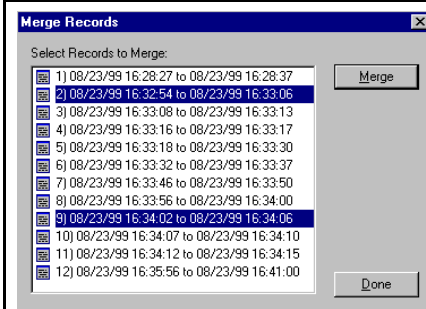 Merge Records
Select Records to Merge:
1) 08/23/99 16:28:27 to 08/23/99 16:28:37
2) 08/23/99 16:32:54 to 08/23/99 16:33:06
3) 08/23/99 16:33:08 to 08/23/99 16:33:13
4) 08/23/99 16:33:16 to 08/23/99 16:33:17
5) 08/23/99 16:33:18 to 08/23/99 16:33:30
6) 08/23/99 16:33:32 to 08/23/99 16:33:37
7) 08/23/99 16:33:46 to 08/23/99 16:33:50
8) 08/23/99 16:33:56 to 08/23/99 16:34:00
9) 08/23/99 16:34:02 to 08/23/99 16:34:06
10) 08/23/99 16:34:07 to 08/23/99 16:34:10
11) 08/23/99 16:34:12 to 08/23/99 16:34:15
12) 08/23/99 16:35:56 to 08/23/99 16:41:00
Merge
Done